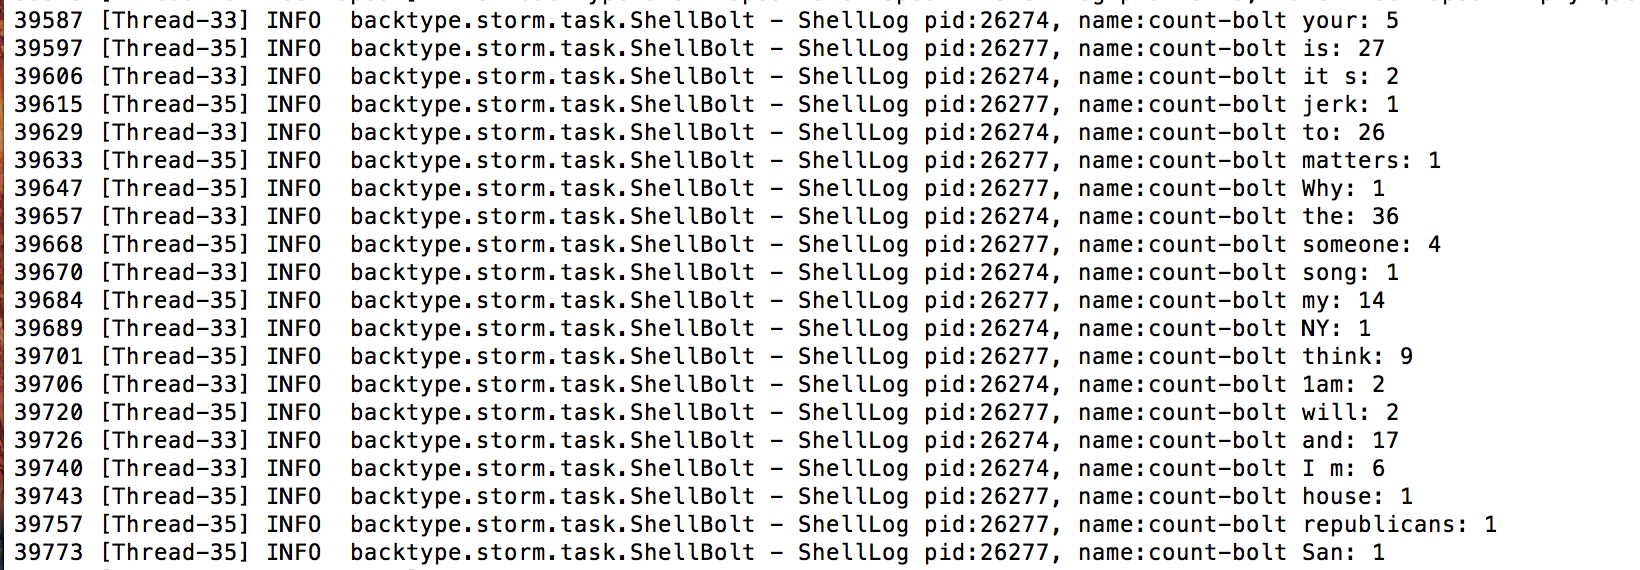 39587 [Thread-33] INFO  backtype.storm.task.ShellBolt - ShellLog pid:26274, name:count-bolt your: 5
39597 [Thread-35] INFO  backtype.storm.task.ShellBolt - ShellLog pid:26277, name:count-bolt is: 27
39606 [Thread-33] INFO  backtype.storm.task.ShellBolt - ShellLog pid:26274, name:count-bolt it s: 2
39615 [Thread-35] INFO  backtype.storm.task.ShellBolt - ShellLog pid:26277, name:count-bolt jerk: 1
39629 [Thread-33] INFO  backtype.storm.task.ShellBolt - ShellLog pid:26274, name:count-bolt to: 26
39633 [Thread-35] INFO  backtype.storm.task.ShellBolt - ShellLog pid:26277, name:count-bolt matters: 1
39647 [Thread-35] INFO  backtype.storm.task.ShellBolt - ShellLog pid:26277, name:count-bolt Why: 1
39657 [Thread-33] INFO  backtype.storm.task.ShellBolt - ShellLog pid:26274, name:count-bolt the: 36
39668 [Thread-35] INFO  backtype.storm.task.ShellBolt - ShellLog pid:26277, name:count-bolt someone: 4
39670 [Thread-33] INFO  backtype.storm.task.ShellBolt - ShellLog pid:26274, name:count-bolt song: 1
39684 [Thread-35] INFO  backtype.storm.task.ShellBolt - ShellLog pid:26277, name:count-bolt my: 14
39689 [Thread-33] INFO  backtype.storm.task.ShellBolt - ShellLog pid:26274, name:count-bolt NY: 1
39701 [Thread-35] INFO  backtype.storm.task.ShellBolt - ShellLog pid:26277, name:count-bolt think: 9
39706 [Thread-33] INFO  backtype.storm.task.ShellBolt - ShellLog pid:26274, name:count-bolt 1am: 2
39720 [Thread-35] INFO  backtype.storm.task.ShellBolt - ShellLog pid:26277, name:count-bolt will: 2
39726 [Thread-33] INFO  backtype.storm.task.ShellBolt - ShellLog pid:26274, name:count-bolt and: 17
39740 [Thread-33] INFO  backtype.storm.task.ShellBolt - ShellLog pid:26274, name:count-bolt I m: 6
39743 [Thread-35] INFO  backtype.storm.task.ShellBolt - ShellLog pid:26277, name:count-bolt house: 1
39757 [Thread-35] INFO  backtype.storm.task.ShellBolt - ShellLog pid:26277, name:count-bolt republicans: 1
39773 [Thread-35] INFO  backtype.storm.task.ShellBolt - ShellLog pid:26277, name:count-bolt San: 1